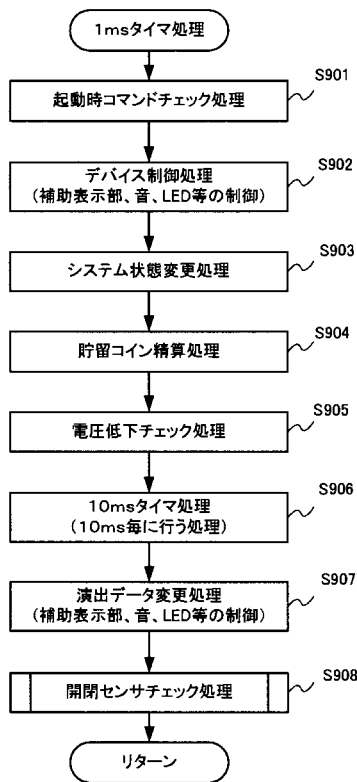 1msタイマ処理
S901
起動時コマンドチェック処理
S902
デバイス制御処理
(補助表示部、音、LED等の制御)
S903
システム状態変更処理
S904
貯留コイン精算処理
S905
電圧低下チェック処理
S906
10msタイマ処理
(10ms毎に行う処理)
S907
演出データ変更処理
(補助表示部、音、LED等の制御)
S908
開閉センサチェック処理
リターン